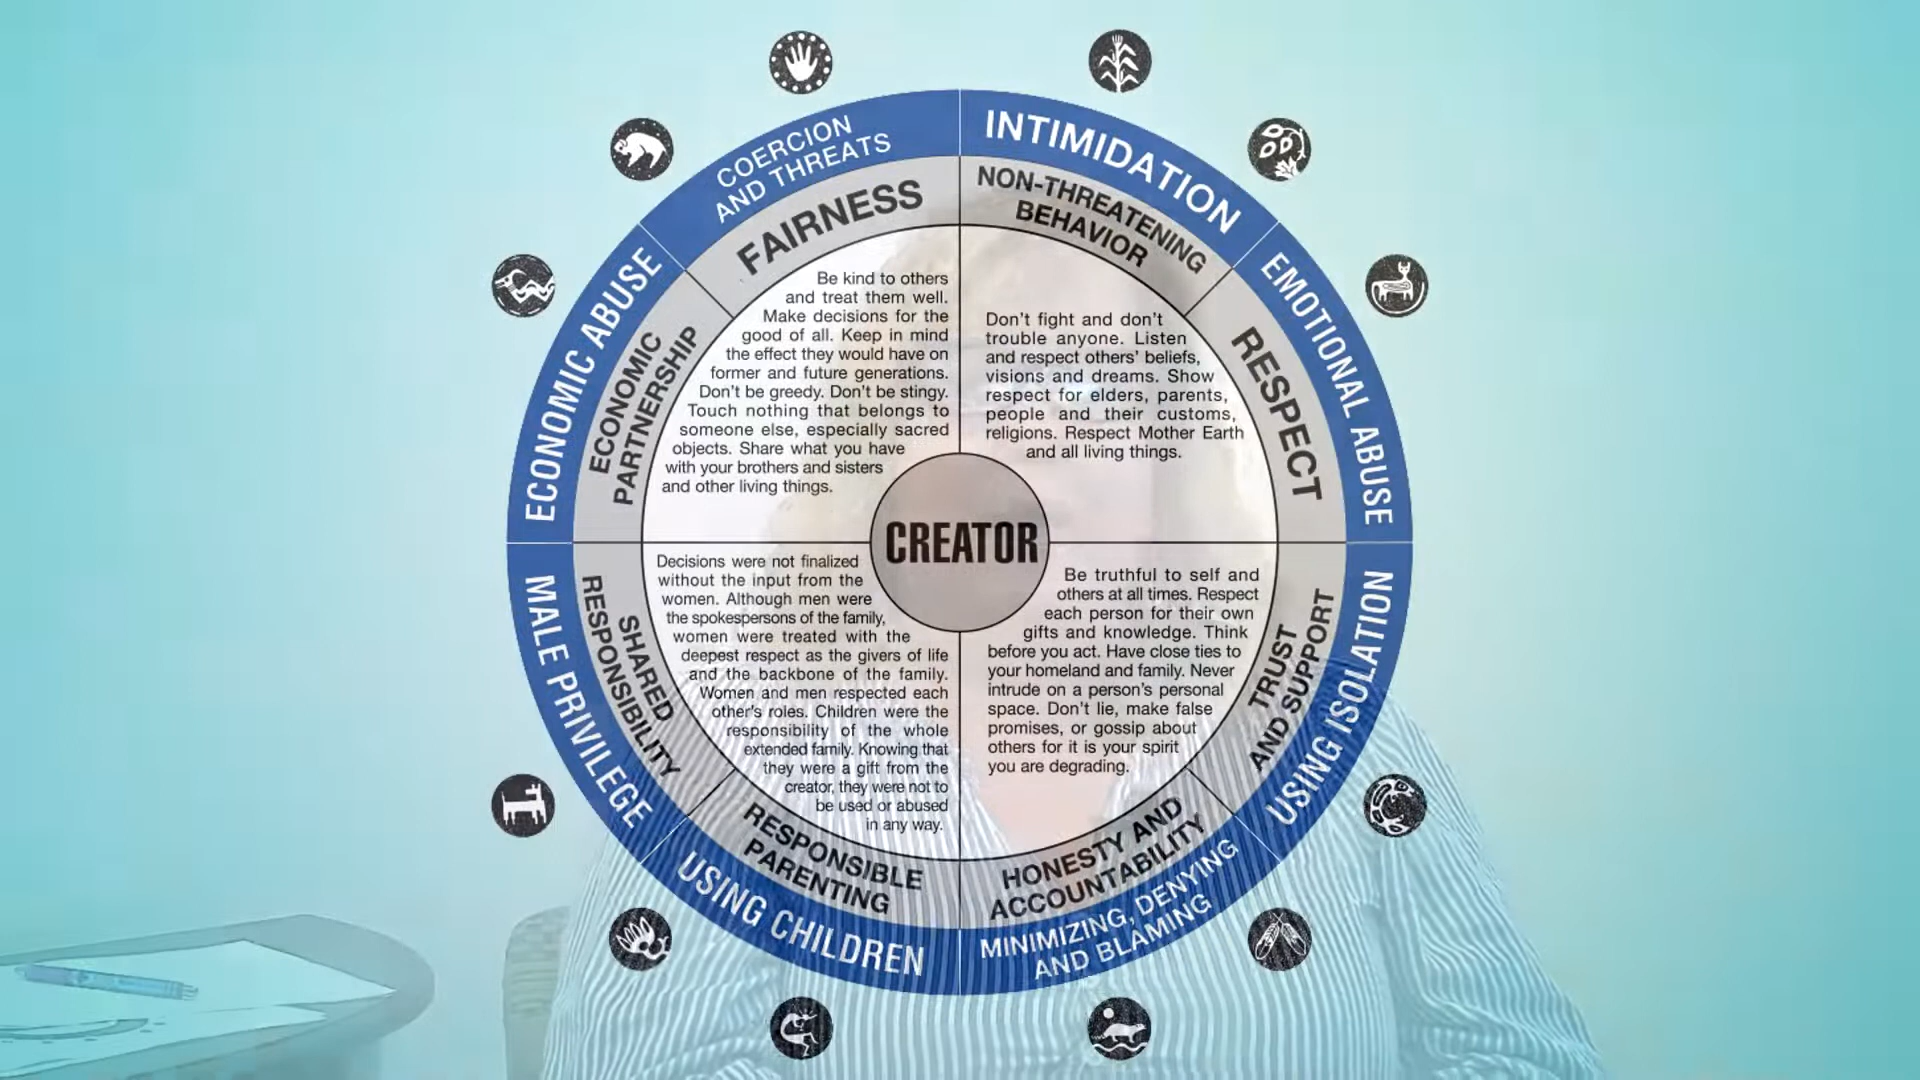 COERCION
AND THREATS
FAIRNESS
INTIMIDATION
NON-THREATENING
BEHAVIOR
EMOTIONAL ABUSE
RESPECT
ECONOMIC ABUSE
ECONOMIC
PARTNERSHIP
Be kind to others
and treat them well.
Make decisions for the
good of all. Keep in mind
the effect they would have on
former and future generations.
Don't be greedy. Don't be stingy.
Touch nothing that belongs to
someone else, especially sacred
objects. Share what you have
with your brothers and sisters
and other living things.
Don't fight and don't
trouble anyone. Listen
and respect others' beliefs,
visions and dreams. Show
respect for elders, parents,
people and their customs,
religions. Respect Mother Earth
and all living things.
CREATOR
Decisions were not finalized
without the input from the
women. Although men were
the spokespersons of the family,
women were treated with the
deepest respect as the givers of life
and the backbone of the family.
Women and men respected each
other's roles. Children were the
responsibility of the whole
extended family. Knowing that
they were a gift from the
creator, they were not to
be used or abused
in any way.
Be truthful to self and
others at all times. Respect
each person for their own
gifts and knowledge. Think
before you act. Have close ties to
your homeland and family. Never
intrude on a person's personal
space. Don't lie, make false
promises, or gossip about
others for it is your spirit
you are degrading.
MALE PRIVILEGE
SHARED
RESPONSIBILITY
TRUST
AND SUPPORT
USING ISOLATION
RESPONSIBLE
PARENTING
USING CHILDREN
HONESTY AND
ACCOUNTABILITY
MINIMIZING, DENYING
AND BLAMING